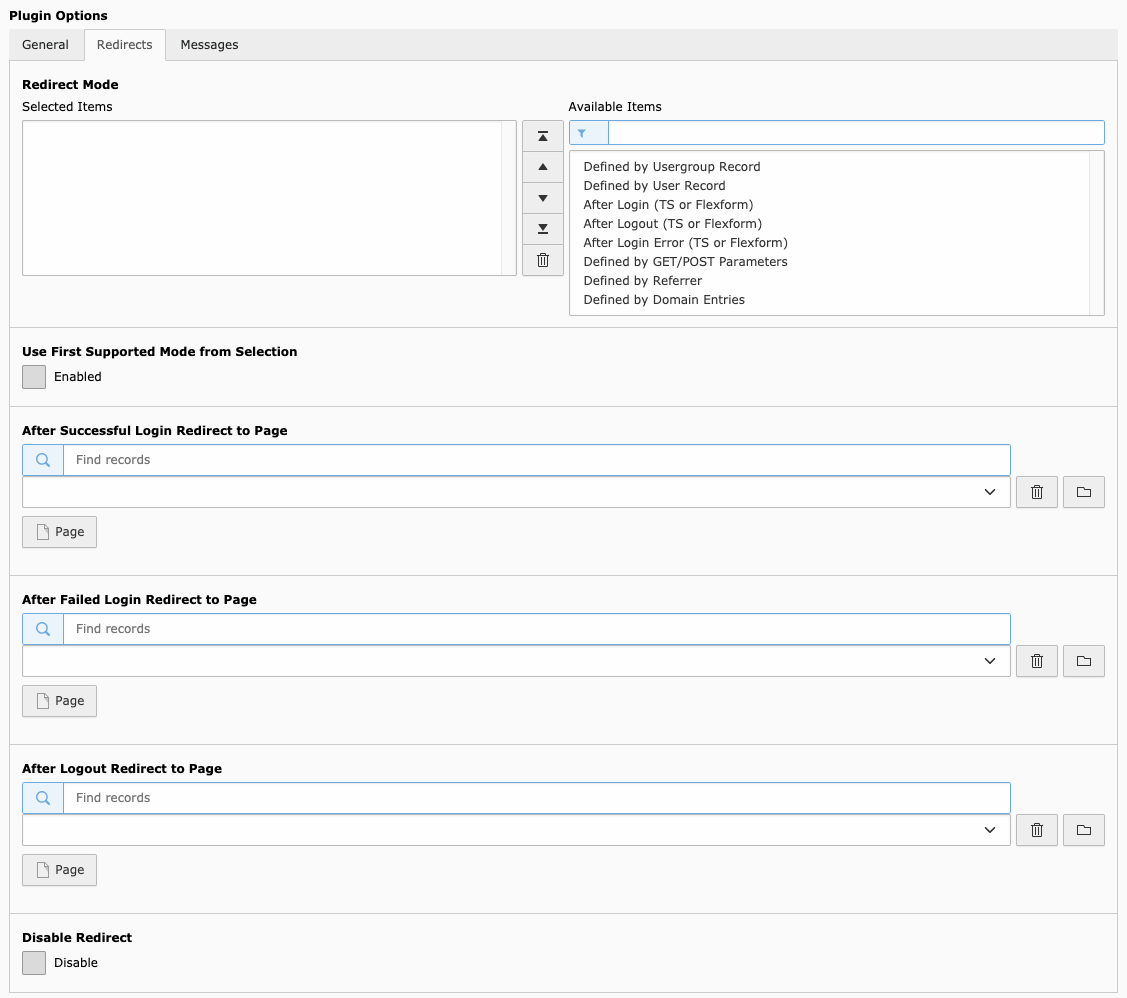 Plugin Options
General
Redirects
Messages
Redirect Mode
Selected Items
Available Items
Defined by Usergroup Record
Defined by User Record
After Login (TS or Flexform)
After Logout (TS or Flexform)
After Login Error (TS or Flexform)
Defined by GET/POST Parameters
Defined by Referrer
Defined by Domain Entries
Use First Supported Mode from Selection
Enabled
After Successful Login Redirect to Page
Find records
Page
After Failed Login Redirect to Page
Find records
Page
After Logout Redirect to Page
Find records
Page
Disable Redirect
Disable